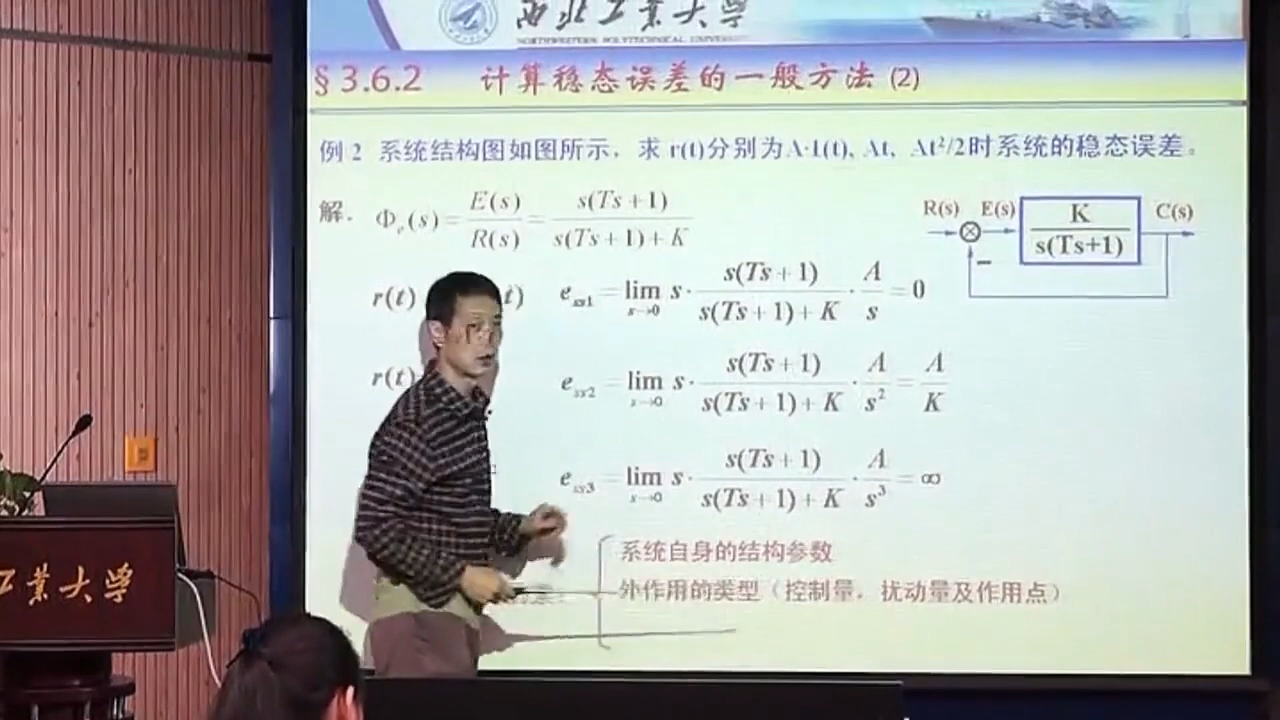 西北工业大学
NORTHWESTERN POLYTECHNICAL UNIVERSITY
§3.6.2 计算稳态误差的一般方法 (2)
例 2 系统结构图如图所示，求 r(t)分别为A·1(t), At, At²/2时系统的稳态误差。
解. Φₑ(s) = E(s)/R(s) = s(Ts+1)/(s(Ts+1)+K)
R(s) E(s) K/(s(Ts+1)) C(s)
−
r(t) t) e_ss1 = lim s→0 s· s(Ts+1)/(s(Ts+1)+K) · A/s = 0
r(t) e_ss2 = lim s→0 s· s(Ts+1)/(s(Ts+1)+K) · A/s² = A/K
e_ss3 = lim s→0 s· s(Ts+1)/(s(Ts+1)+K) · A/s³ = ∞
系统自身的结构参数
外作用的类型（控制量，扰动量及作用点）
工业大学